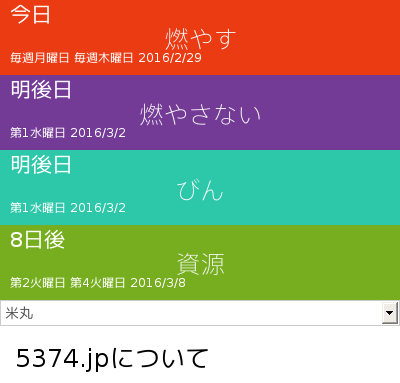 今日
燃やす
毎週月曜日 毎週木曜日 2016/2/29
明後日
燃やさない
第1水曜日 2016/3/2
明後日
びん
第1水曜日 2016/3/2
8日後
資源
第2火曜日 第4火曜日 2016/3/8
米丸
5374.jpについて